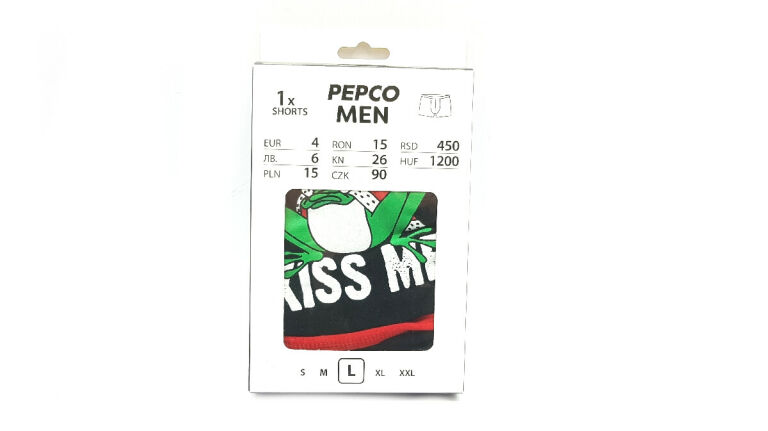 1x
SHORTS
PEPCO
MEN
EUR 4 RON 15 RSD 450
ЛВ. 6 KN 26 HUF 1200
PLN 15 CZK 90
KISS
S M L XL XXL